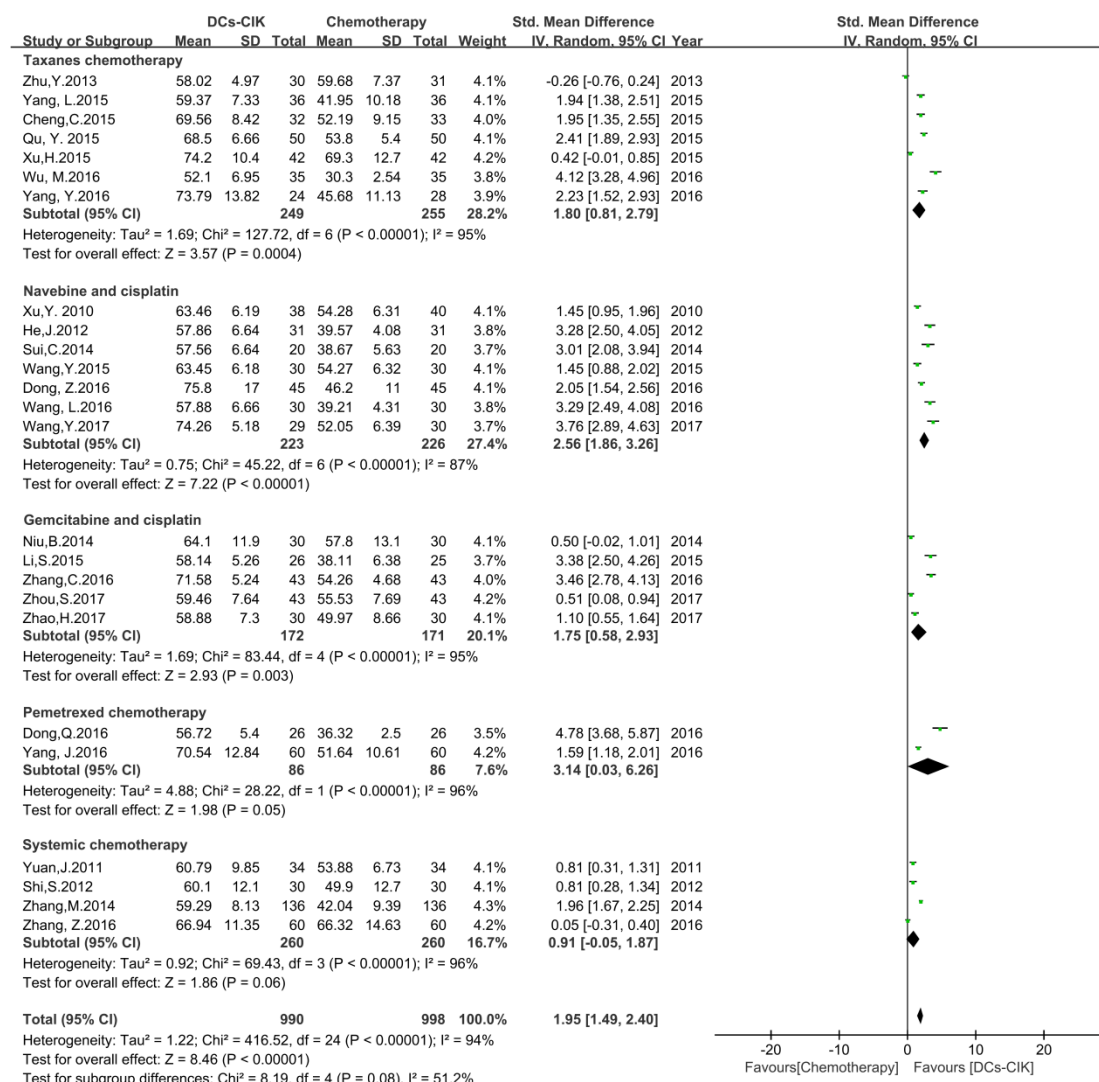 DCs-CIK Chemotherapy Std. Mean Difference Std. Mean Difference
Study or Subgroup Mean SD Total Mean SD Total Weight IV. Random. 95% CI Year IV. Random. 95% CI
Taxanes chemotherapy
Zhu,Y.2013 58.02 4.97 30 59.68 7.37 31 4.1% -0.26 [-0.76, 0.24] 2013
Yang, L.2015 59.37 7.33 36 41.95 10.18 36 4.1% 1.94 [1.38, 2.51] 2015
Cheng,C.2015 69.56 8.42 32 52.19 9.15 33 4.0% 1.95 [1.35, 2.55] 2015
Qu, Y. 2015 68.5 6.66 50 53.8 5.4 50 4.1% 2.41 [1.89, 2.93] 2015
Xu,H.2015 74.2 10.4 42 69.3 12.7 42 4.2% 0.42 [-0.01, 0.85] 2015
Wu, M.2016 52.1 6.95 35 30.3 2.54 35 3.8% 4.12 [3.28, 4.96] 2016
Yang, Y.2016 73.79 13.82 24 45.68 11.13 28 3.9% 2.23 [1.52, 2.93] 2016
Subtotal (95% CI) 249 255 28.2% 1.80 [0.81, 2.79]
Heterogeneity: Tau² = 1.69; Chi² = 127.72, df = 6 (P < 0.00001); I² = 95%
Test for overall effect: Z = 3.57 (P = 0.0004)
Navebine and cisplatin
Xu,Y. 2010 63.46 6.19 38 54.28 6.31 40 4.1% 1.45 [0.95, 1.96] 2010
He,J.2012 57.86 6.64 31 39.57 4.08 31 3.8% 3.28 [2.50, 4.05] 2012
Sui,C.2014 57.56 6.64 20 38.67 5.63 20 3.7% 3.01 [2.08, 3.94] 2014
Wang,Y.2015 63.45 6.18 30 54.27 6.32 30 4.1% 1.45 [0.88, 2.02] 2015
Dong, Z.2016 75.8 17 45 46.2 11 45 4.1% 2.05 [1.54, 2.56] 2016
Wang, L.2016 57.88 6.66 30 39.21 4.31 30 3.8% 3.29 [2.49, 4.08] 2016
Wang,Y.2017 74.26 5.18 29 52.05 6.39 30 3.7% 3.76 [2.89, 4.63] 2017
Subtotal (95% CI) 223 226 27.4% 2.56 [1.86, 3.26]
Heterogeneity: Tau² = 0.75; Chi² = 45.22, df = 6 (P < 0.00001); I² = 87%
Test for overall effect: Z = 7.22 (P < 0.00001)
Gemcitabine and cisplatin
Niu,B.2014 64.1 11.9 30 57.8 13.1 30 4.1% 0.50 [-0.02, 1.01] 2014
Li,S.2015 58.14 5.26 26 38.11 6.38 25 3.7% 3.38 [2.50, 4.26] 2015
Zhang,C.2016 71.58 5.24 43 54.26 4.68 43 4.0% 3.46 [2.78, 4.13] 2016
Zhou,S.2017 59.46 7.64 43 55.53 7.69 43 4.2% 0.51 [0.08, 0.94] 2017
Zhao,H.2017 58.88 7.3 30 49.97 8.66 30 4.1% 1.10 [0.55, 1.64] 2017
Subtotal (95% CI) 172 171 20.1% 1.75 [0.58, 2.93]
Heterogeneity: Tau² = 1.69; Chi² = 83.44, df = 4 (P < 0.00001); I² = 95%
Test for overall effect: Z = 2.93 (P = 0.003)
Pemetrexed chemotherapy
Dong,Q.2016 56.72 5.4 26 36.32 2.5 26 3.5% 4.78 [3.68, 5.87] 2016
Yang, J.2016 70.54 12.84 60 51.64 10.61 60 4.2% 1.59 [1.18, 2.01] 2016
Subtotal (95% CI) 86 86 7.6% 3.14 [0.03, 6.26]
Heterogeneity: Tau² = 4.88; Chi² = 28.22, df = 1 (P < 0.00001); I² = 96%
Test for overall effect: Z = 1.98 (P = 0.05)
Systemic chemotherapy
Yuan,J.2011 60.79 9.85 34 53.88 6.73 34 4.1% 0.81 [0.31, 1.31] 2011
Shi,S.2012 60.1 12.1 30 49.9 12.7 30 4.1% 0.81 [0.28, 1.34] 2012
Zhang,M.2014 59.29 8.13 136 42.04 9.39 136 4.3% 1.96 [1.67, 2.25] 2014
Zhang, Z.2016 66.94 11.35 60 66.32 14.63 60 4.2% 0.05 [-0.31, 0.40] 2016
Subtotal (95% CI) 260 260 16.7% 0.91 [-0.05, 1.87]
Heterogeneity: Tau² = 0.92; Chi² = 69.43, df = 3 (P < 0.00001); I² = 96%
Test for overall effect: Z = 1.86 (P = 0.06)
Total (95% CI) 990 998 100.0% 1.95 [1.49, 2.40]
Heterogeneity: Tau² = 1.22; Chi² = 416.52, df = 24 (P < 0.00001); I² = 94%
Test for overall effect: Z = 8.46 (P < 0.00001)
Test for subgroup differences: Chi² = 8.19, df = 4 (P = 0.08), I² = 51.2%
-20 -10 0 10 20
Favours[Chemotherapy] Favours [DCs-CIK]